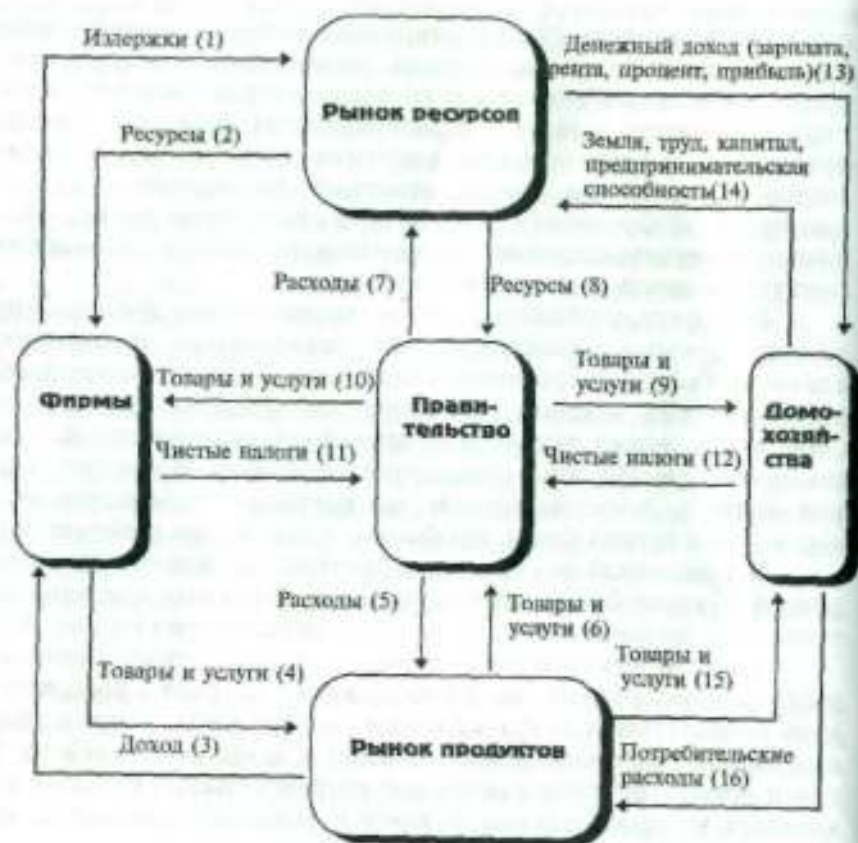 Излержки (1)
Рынок ресурсов
Денежный доход (зарплата,
рента, процент, прибыль)(13)
Ресурсы (2)
Земли, труд, капитал,
предпринимательская
способность(14)
Расходы (7)
Ресурсы (8)
Фирмы
Товары и услуги (10)
Прави-
тельство
Товары и
услуги (9)
Домо-
хозяй-
ства
Чистые налоги (11)
Чистые налоги (12)
Расходы (5)
Товары и
услуги (6)
Товары и услуги (4)
Товары и
услуги (15)
Доход (3)
Рынок продуктов
Потребительские
расходы (16)